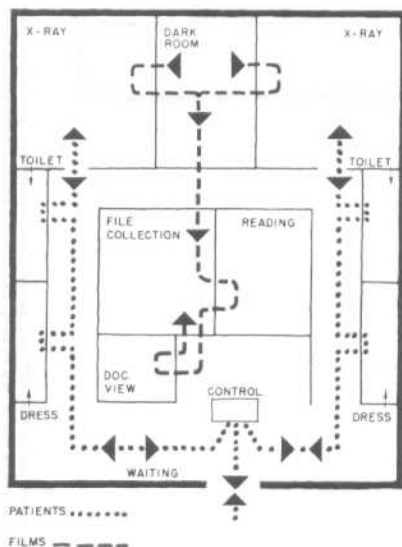 X-RAY
DARK
ROOM
X-RAY
TOILET
TOILET
FILE
COLLECTION
READING
DOC.
VIEW
CONTROL
DRESS
DRESS
WAITING
PATIENTS
FILMS